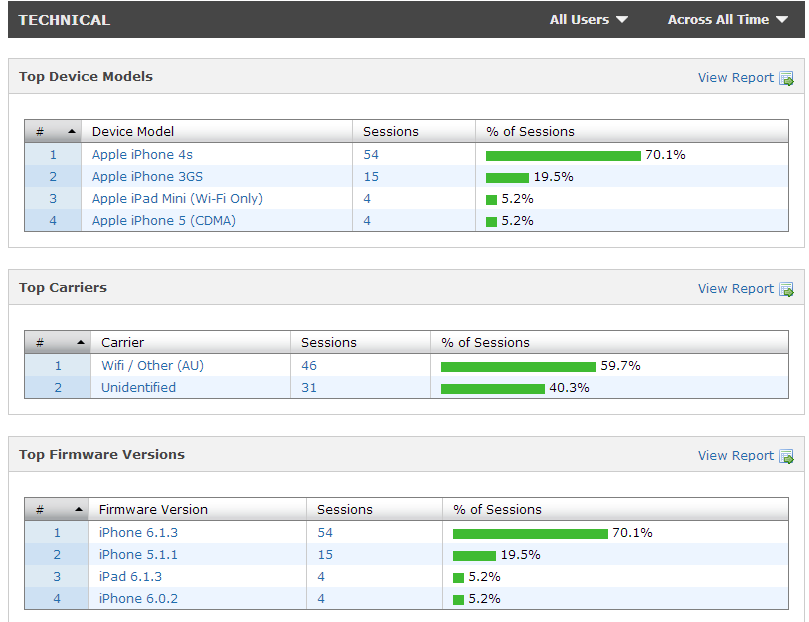 TECHNICAL All Users Across All Time
Top Device Models View Report
# Device Model Sessions % of Sessions
1 Apple iPhone 4s 54 70.1%
2 Apple iPhone 3GS 15 19.5%
3 Apple iPad Mini (Wi-Fi Only) 4 5.2%
4 Apple iPhone 5 (CDMA) 4 5.2%
Top Carriers View Report
# Carrier Sessions % of Sessions
1 Wifi / Other (AU) 46 59.7%
2 Unidentified 31 40.3%
Top Firmware Versions View Report
# Firmware Version Sessions % of Sessions
1 iPhone 6.1.3 54 70.1%
2 iPhone 5.1.1 15 19.5%
3 iPad 6.1.3 4 5.2%
4 iPhone 6.0.2 4 5.2%